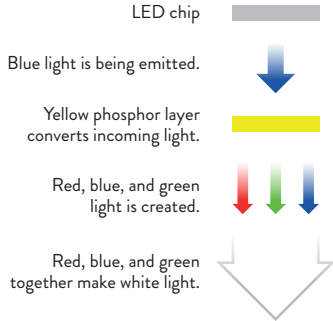 LED chip
Blue light is being emitted.
Yellow phosphor layer
converts incoming light.
Red, blue, and green
light is created.
Red, blue, and green
together make white light.